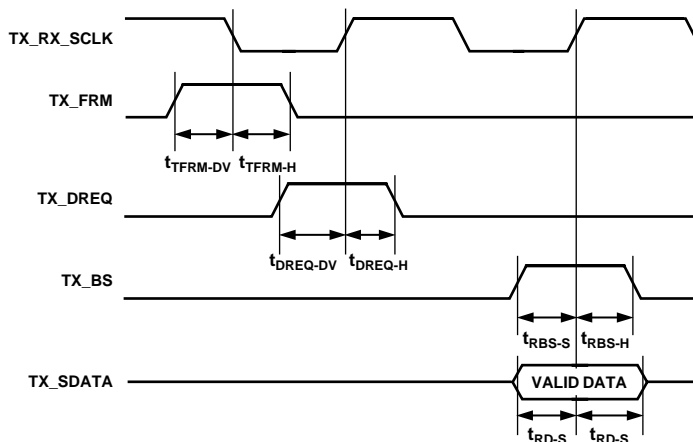 TX_RX_SCLK
TX_FRM
tTFRM-DV tTFRM-H
TX_DREQ
tDREQ-DV tDREQ-H
TX_BS
tRBS-S tRBS-H
TX_SDATA VALID DATA
tRD-S tRD-S